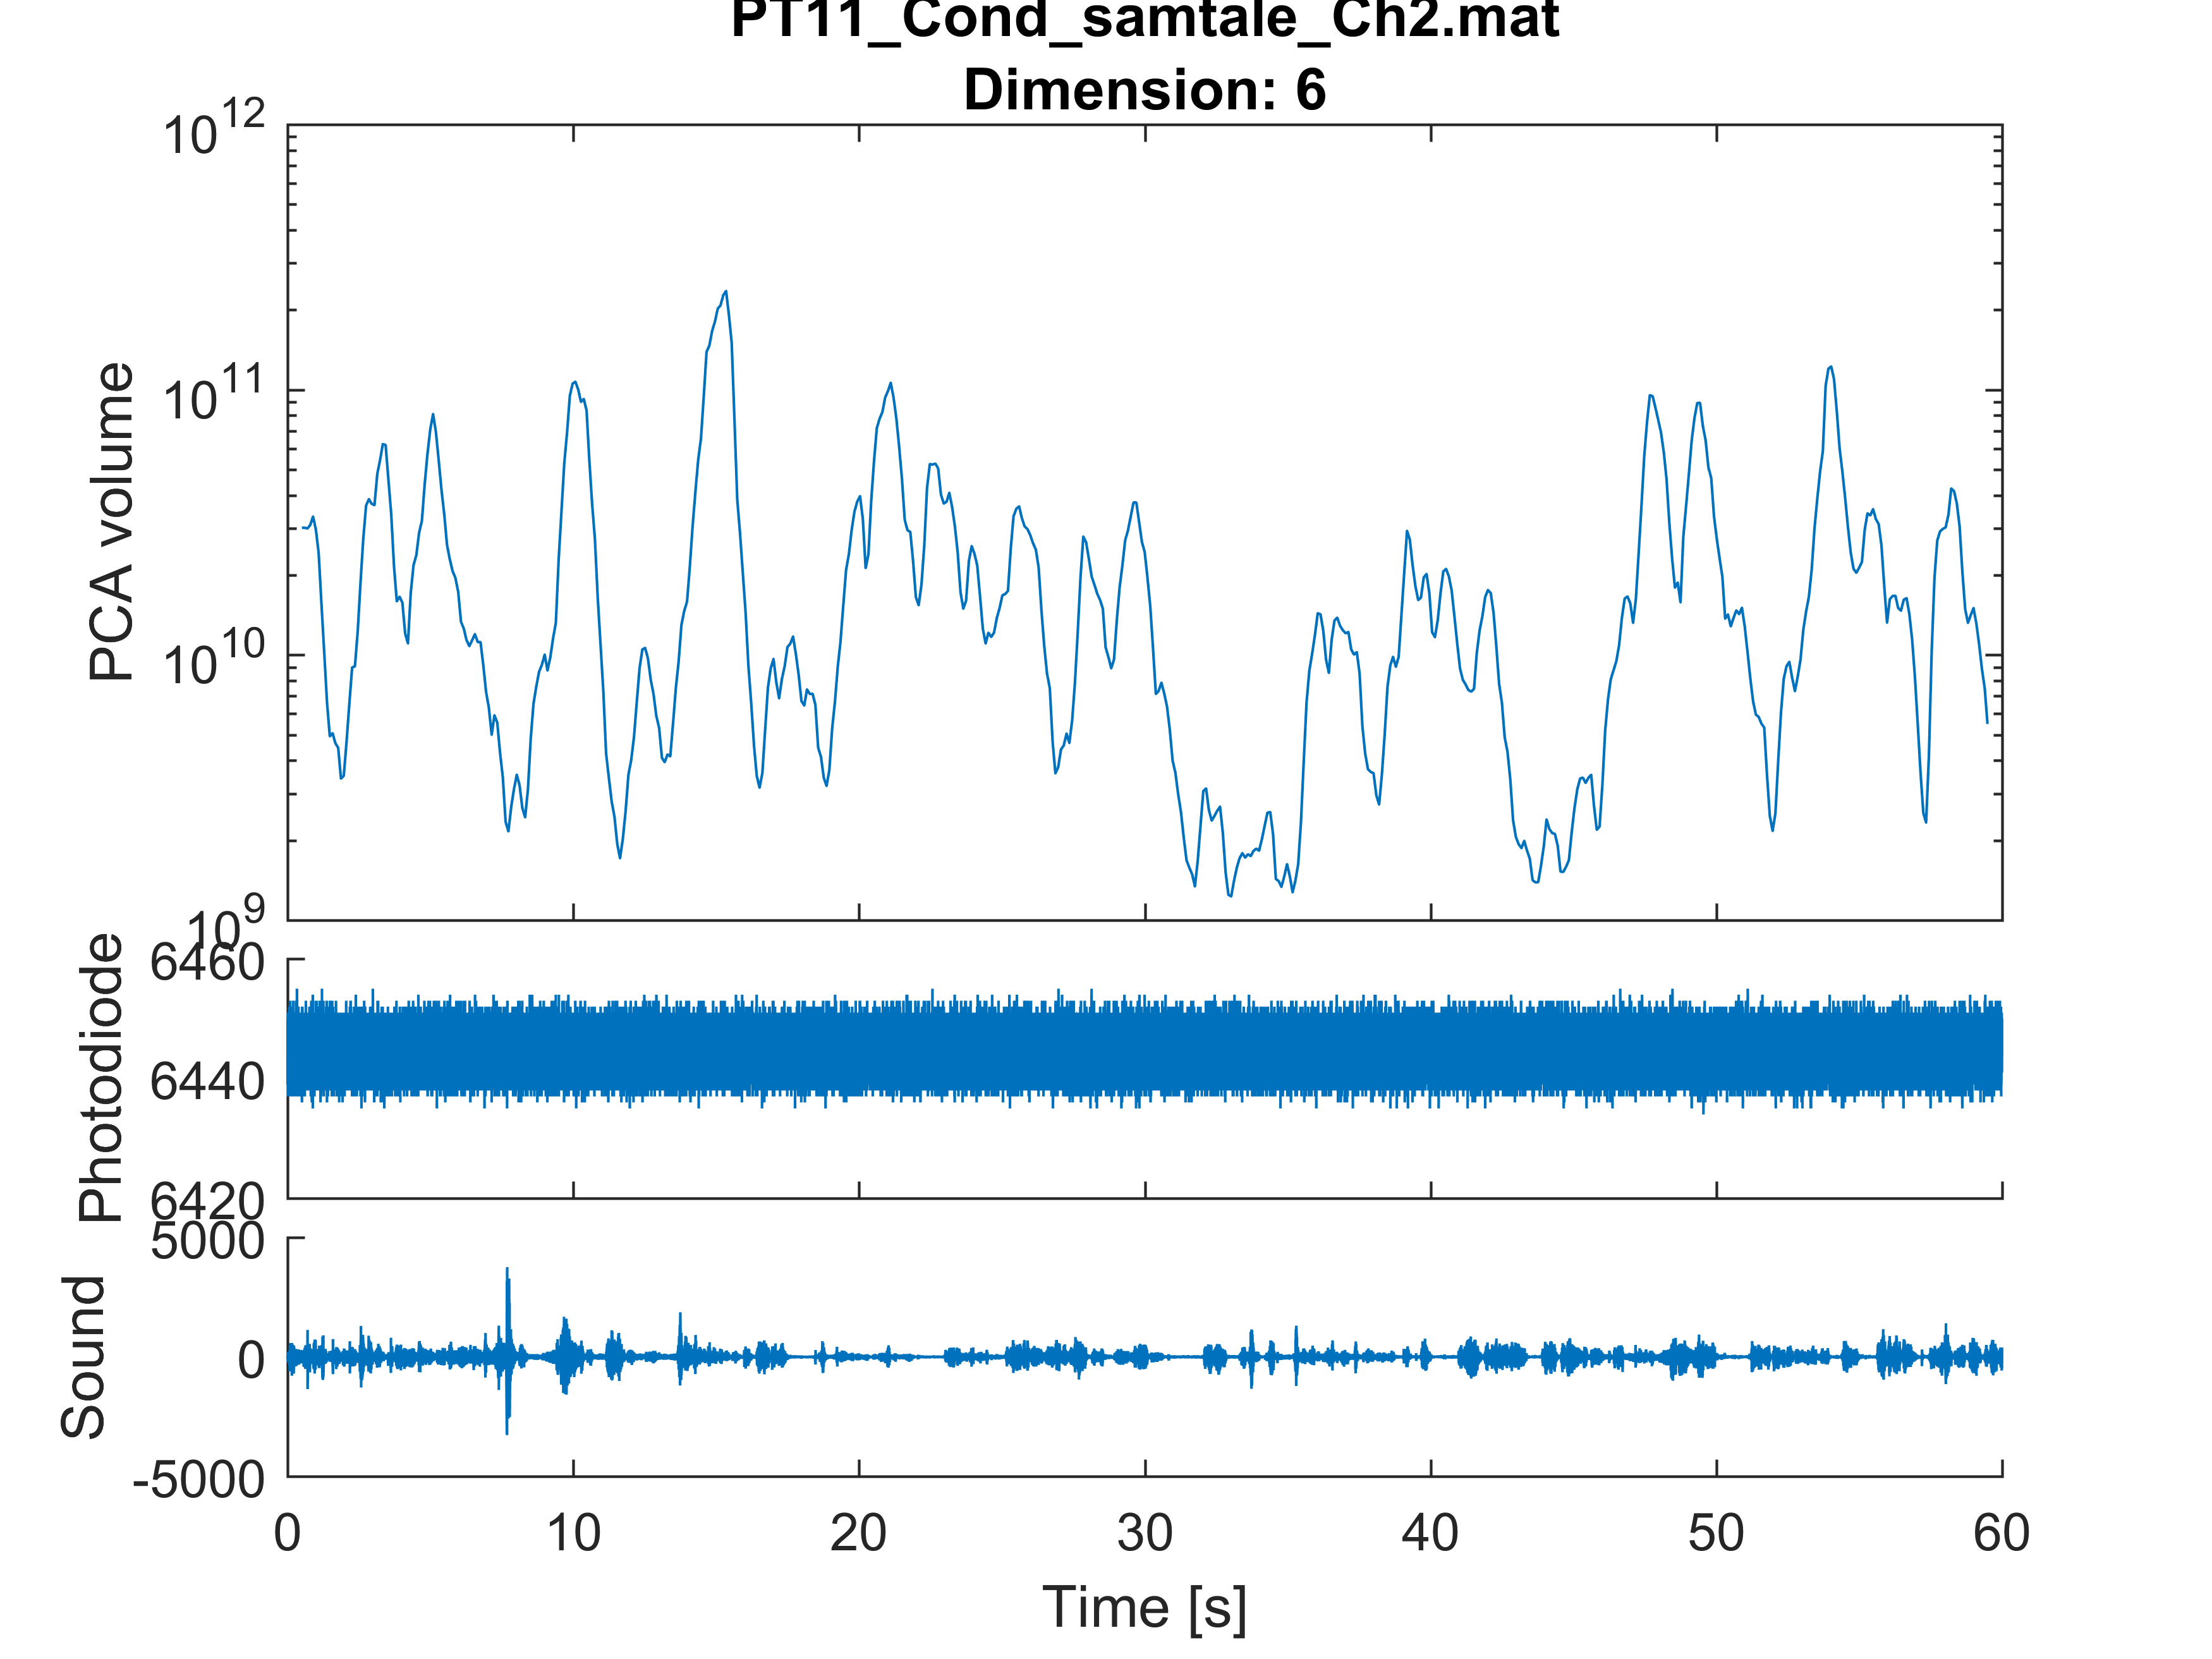 PT11_Cond_samtale_Ch2.mat
Dimension: 6
PCA volume
10^12
10^11
10^10
10^9
Photodiode
6460
6440
6420
Sound
5000
0
-5000
0 10 20 30 40 50 60
Time [s]